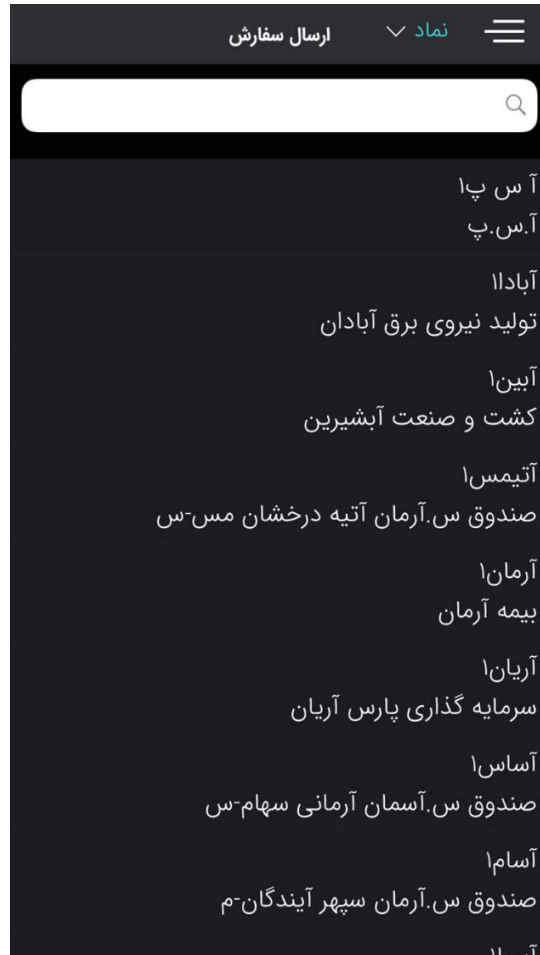 نماد
ارسال سفارش
آ س پ۱
آ.س.پ
آبادا۱
تولید نیروی برق آبادان
آبین۱
کشت و صنعت آبشیرین
آتیمس۱
صندوق س.آرمان آتیه درخشان مس-س
آرمان۱
بیمه آرمان
آریان۱
سرمایه گذاری پارس آریان
آساس۱
صندوق س.آسمان آرمانی سهام-س
آسام۱
صندوق س.آرمان سپهر آیندگان-م